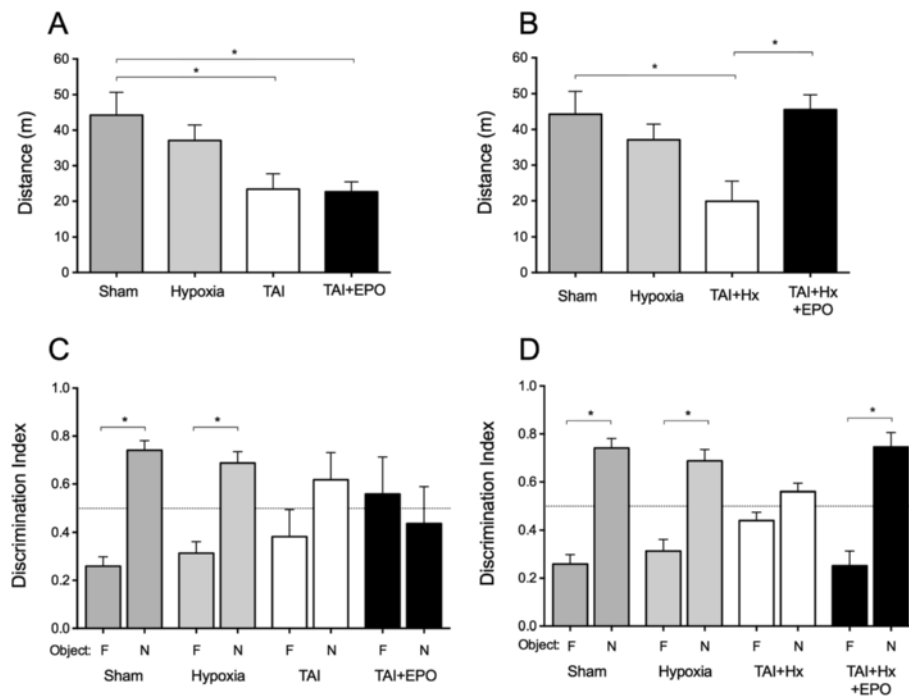 A
Distance (m)
60
50
40
30
20
10
0
*
*
Sham Hypoxia TAI TAI+EPO
B
Distance (m)
60
50
40
30
20
10
0
*
*
Sham Hypoxia TAI+Hx TAI+Hx
+EPO
C
Discrimination Index
1.0
0.8
0.6
0.4
0.2
0.0
*
*
Object: F N F N F N F N
Sham Hypoxia TAI TAI+EPO
D
Discrimination Index
1.0
0.8
0.6
0.4
0.2
0.0
*
*
*
Object: F N F N F N F N
Sham Hypoxia TAI+Hx TAI+Hx
+EPO